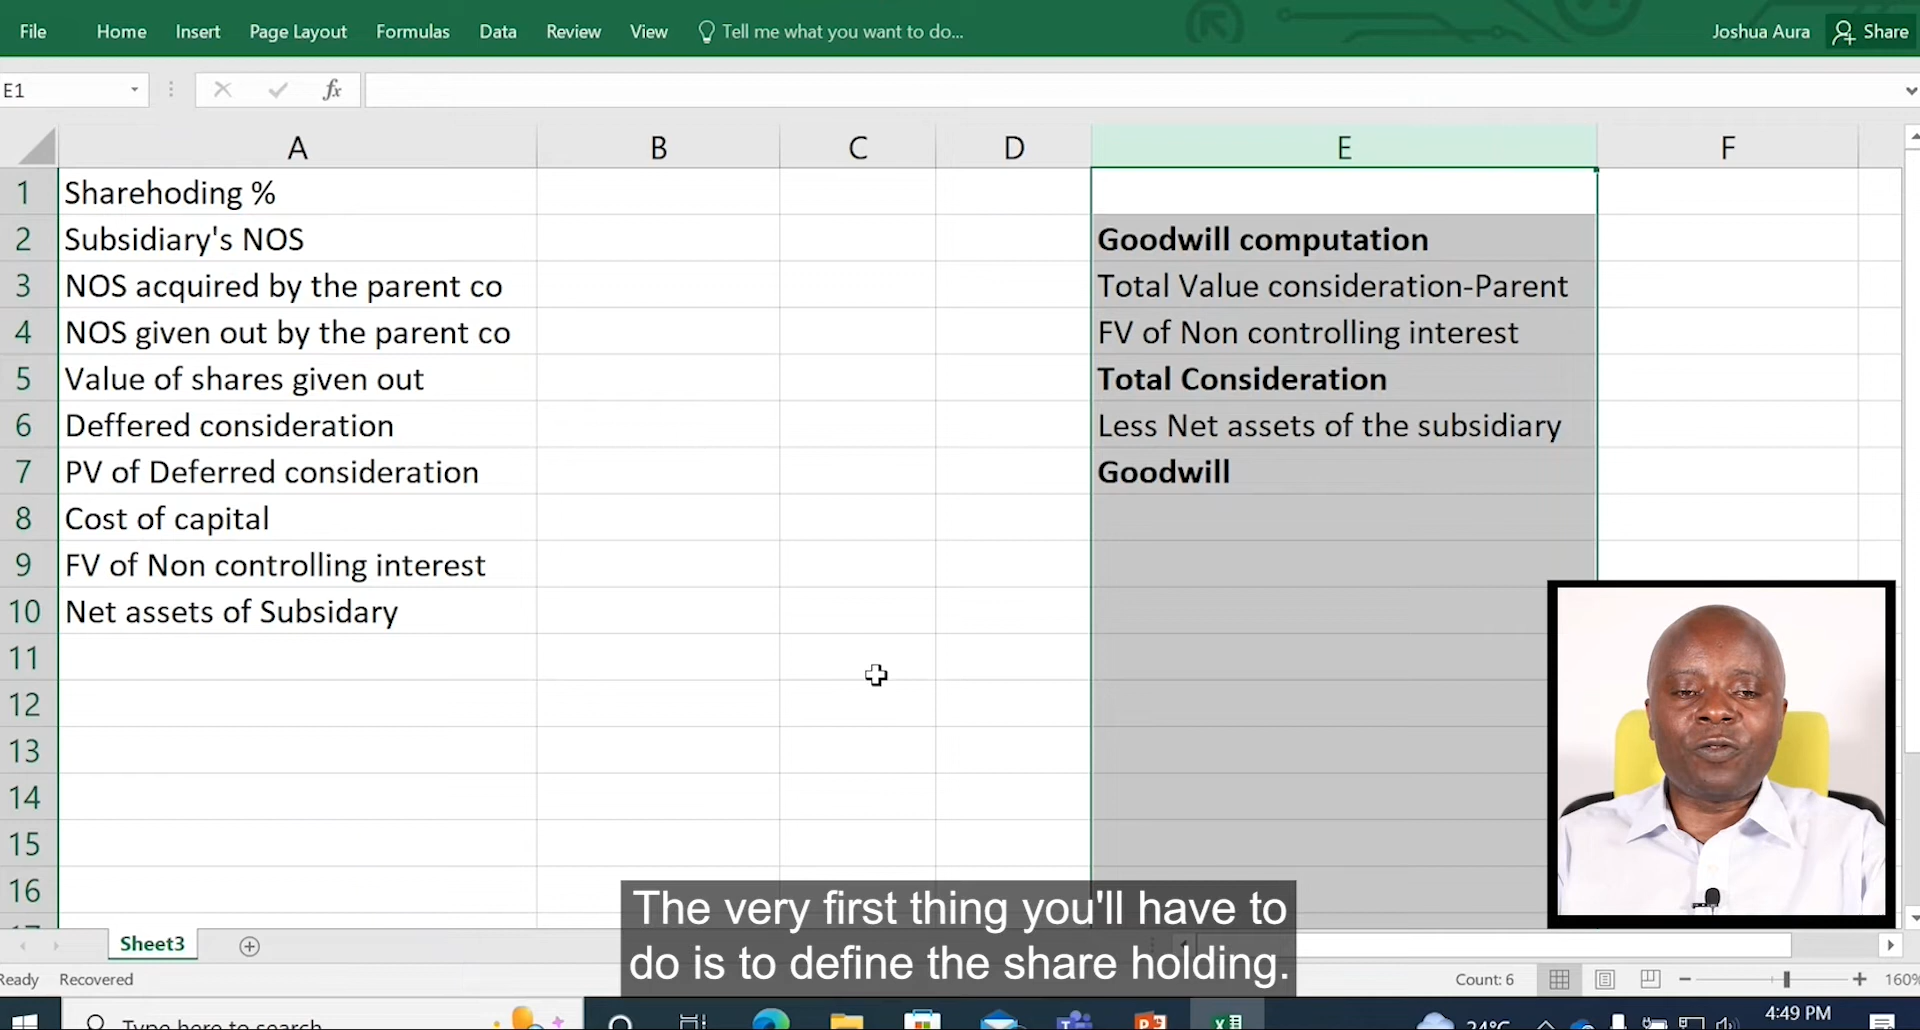 File Home Insert Page Layout Formulas Data Review View Tell me what you want to do... Joshua Aura Share
E1 fx
A B C D E F
1 Sharehoding %
2 Subsidiary's NOS Goodwill computation
3 NOS acquired by the parent co Total Value consideration-Parent
4 NOS given out by the parent co FV of Non controlling interest
5 Value of shares given out Total Consideration
6 Deffered consideration Less Net assets of the subsidiary
7 PV of Deferred consideration Goodwill
8 Cost of capital
9 FV of Non controlling interest
10 Net assets of Subsidary
11
12
13
14
15
16
The very first thing you'll have to
do is to define the share holding.
Sheet3
Ready Recovered Count: 6 160%
Type here to search 24°C 4:49 PM